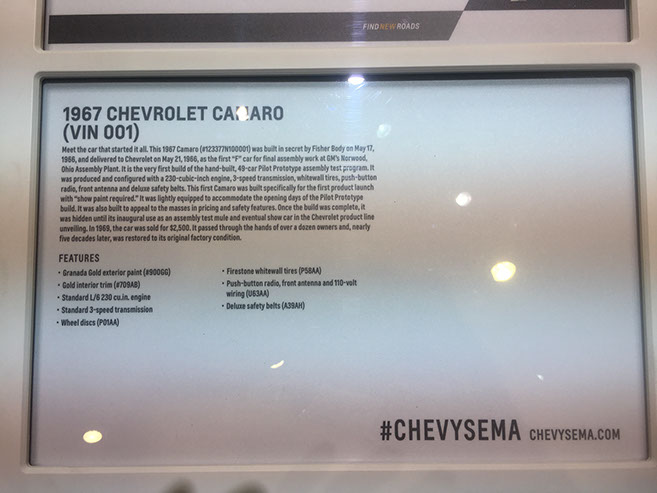 FIND NEW ROADS
1967 CHEVROLET CAMARO
(VIN 001)
Meet the car that started it all. This 1967 Camaro (#123377N100001) was built in secret by Fisher Body on May 17,
1966, and delivered to Chevrolet on May 21, 1966, as the first "F" car for final assembly work at GM's Norwood,
Ohio Assembly Plant. It is the very first build of the hand-built, 49-car Pilot Prototype assembly test program. It
was produced and configured with a 230-cubic-inch engine, 3-speed transmission, whitewall tires, push-button
radio, front antenna and deluxe safety belts. This first Camaro was built specifically for the first product launch
with "show paint required." It was lightly equipped to accommodate the opening days of the Pilot Prototype
build. It was also built to appeal to the masses in pricing and safety features. Once the build was complete, it
was hidden until its inaugural use as an assembly test mule and eventual show car in the Chevrolet product line
unveiling. In 1969, the car was sold for $2,500. It passed through the hands of over a dozen owners and, nearly
five decades later, was restored to its original factory condition.
FEATURES
• Granada Gold exterior paint (#900GG)
• Gold interior trim (#709AB)
• Standard L/6 230 cu.in. engine
• Standard 3-speed transmission
• Wheel discs (P01AA)
• Firestone whitewall tires (P58AA)
• Push-button radio, front antenna and 110-volt
wiring (U63AA)
• Deluxe safety belts (A39AH)
#CHEVYSEMA CHEVYSEMA.COM